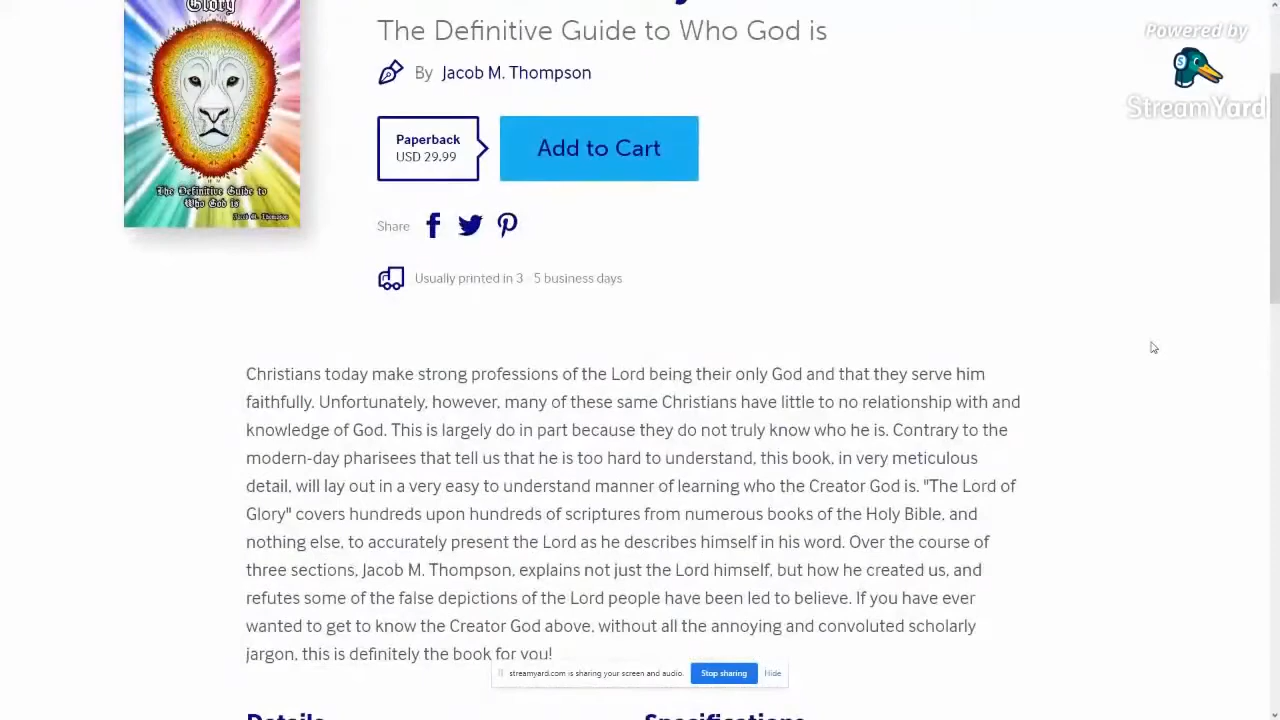 Glory
The Definitive Guide to Who God is
Powered by
StreamYard
By Jacob M. Thompson
Paperback
USD 29.99
Add to Cart
The Definitive Guide to
Who God is
Jacob M. Thompson
Share
Usually printed in 3 - 5 business days
Christians today make strong professions of the Lord being their only God and that they serve him
faithfully. Unfortunately, however, many of these same Christians have little to no relationship with and
knowledge of God. This is largely do in part because they do not truly know who he is. Contrary to the
modern-day pharisees that tell us that he is too hard to understand, this book, in very meticulous
detail, will lay out in a very easy to understand manner of learning who the Creator God is. "The Lord of
Glory" covers hundreds upon hundreds of scriptures from numerous books of the Holy Bible, and
nothing else, to accurately present the Lord as he describes himself in his word. Over the course of
three sections, Jacob M. Thompson, explains not just the Lord himself, but how he created us, and
refutes some of the false depictions of the Lord people have been led to believe. If you have ever
wanted to get to know the Creator God above, without all the annoying and convoluted scholarly
jargon, this is definitely the book for you!
streamyard.com is sharing your screen and audio.
Stop sharing
Hide
Details
Specifications